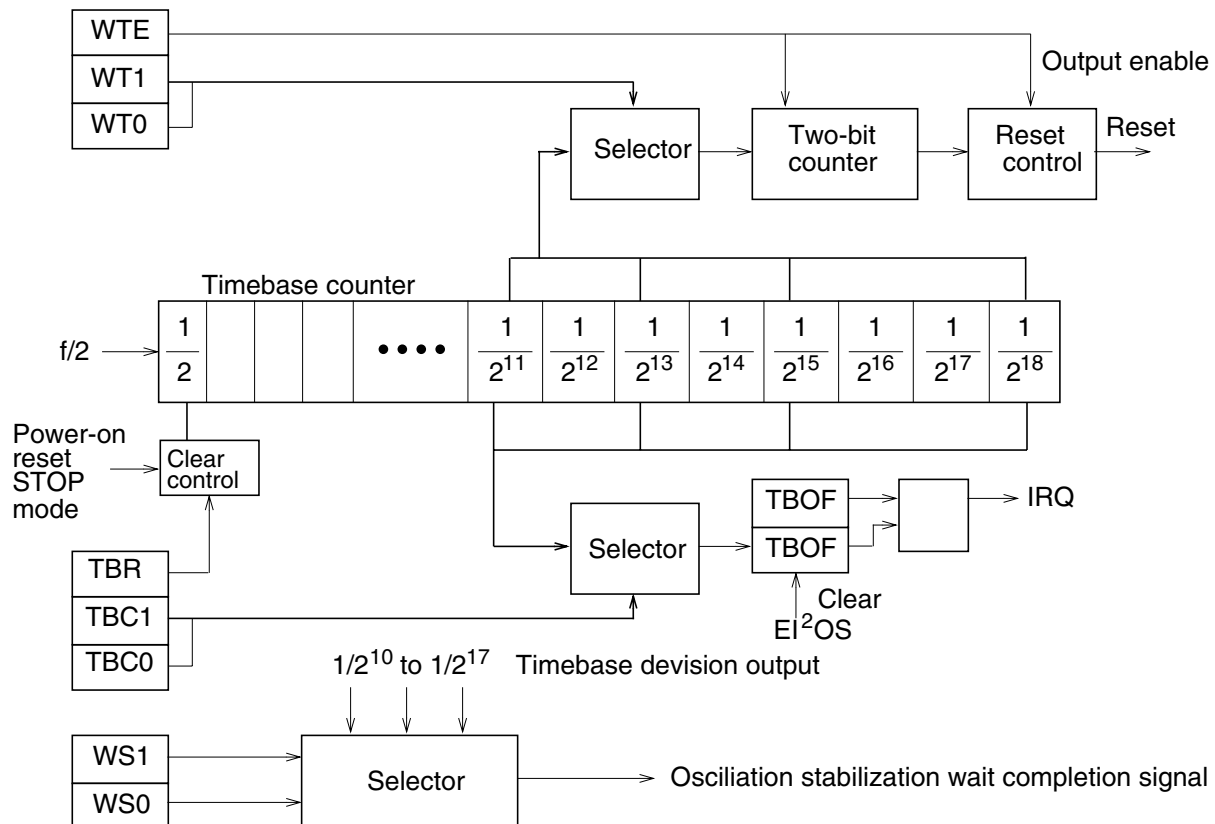 WTE
WT1
WT0
Output enable
Selector
Two-bit
counter
Reset
control
Reset
Timebase counter
f/2
1/2
••••
1/2^11
1/2^12
1/2^13
1/2^14
1/2^15
1/2^16
1/2^17
1/2^18
Power-on
reset
STOP
mode
Clear
control
TBR
TBC1
TBC0
Selector
TBOF
TBOF
IRQ
Clear
EI^2OS
1/2^10 to 1/2^17 Timebase devision output
WS1
WS0
Selector
Osciliation stabilization wait completion signal